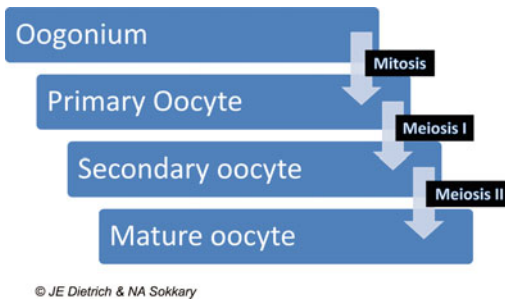 Oogonium
Mitosis
Primary Oocyte
Meiosis I
Secondary oocyte
Meiosis II
Mature oocyte
© JE Dietrich & NA Sokkary